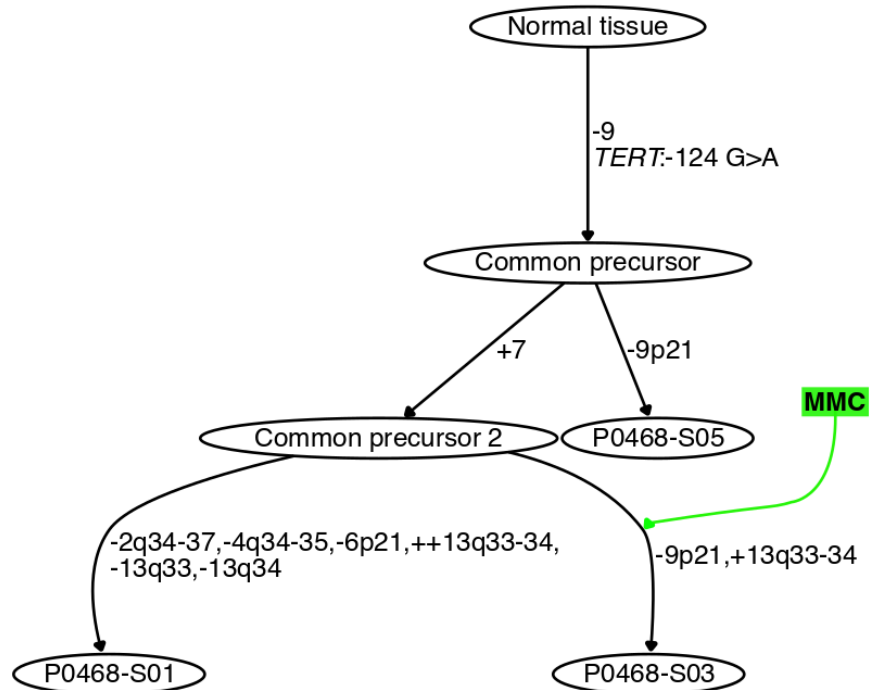 Normal tissue
-9
TERT:-124 G>A
Common precursor
+7
-9p21
MMC
Common precursor 2
P0468-S05
-2q34-37,-4q34-35,-6p21,++13q33-34,
-13q33,-13q34
-9p21,+13q33-34
P0468-S01
P0468-S03